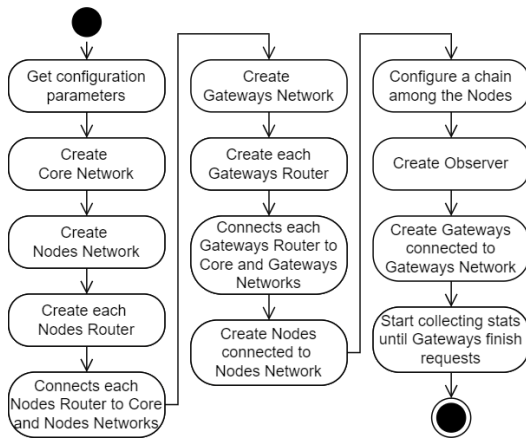 Get configuration
parameters
Create
Core Network
Create
Nodes Network
Create each
Nodes Router
Connects each
Nodes Router to Core
and Nodes Networks
Create
Gateways Network
Create each
Gateways Router
Connects each
Gateways Router to
Core and Gateways
Networks
Create Nodes
connected to
Nodes Network
Configure a chain
among the Nodes
Create Observer
Create Gateways
connected to
Gateways Network
Start collecting stats
until Gateways finish
requests